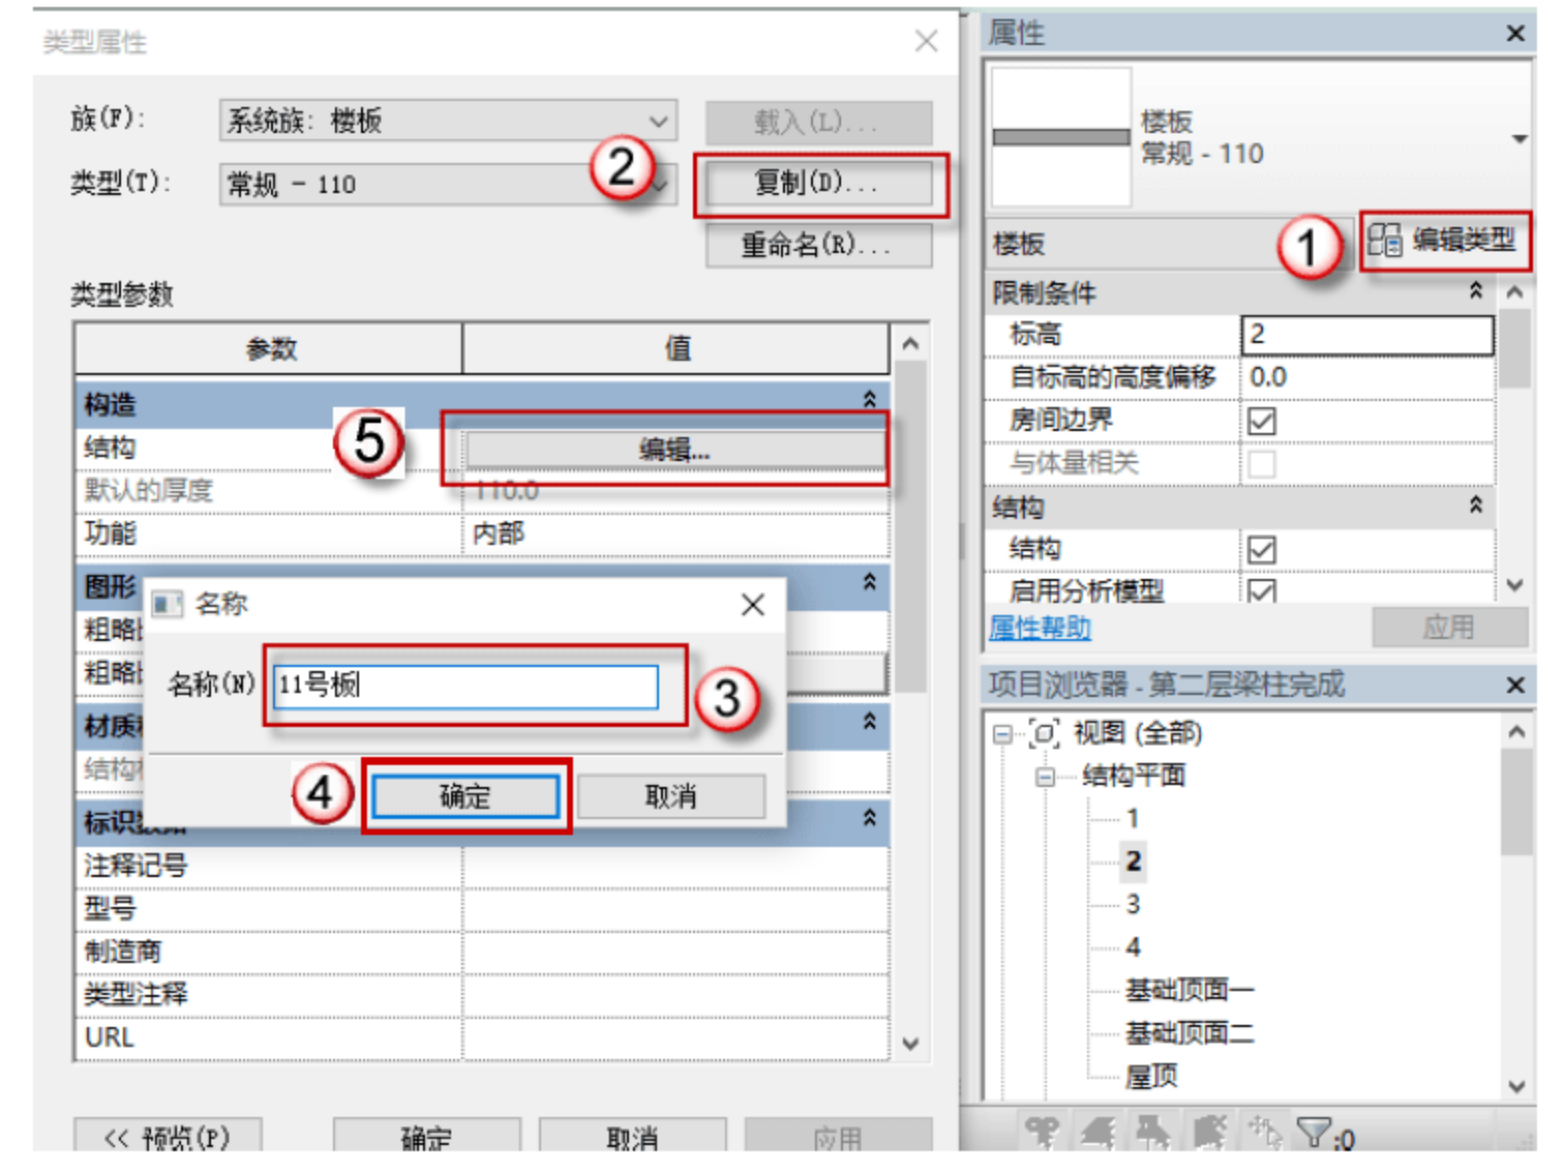 类型属性
族(F):
系统族: 楼板
载入(L)...
类型(T):
常规 - 110
2
复制(D)...
重命名(R)...
类型参数
参数
值
构造
结构
5
编辑...
默认的厚度
110.0
功能
内部
图形
粗略
粗略
材质
结构
标识数据
注释记号
型号
制造商
类型注释
URL
名称
名称(N)
11号板
3
4
确定
取消
<< 预览(P)
确定
取消
应用
属性
楼板
常规 - 110
楼板
1
编辑类型
限制条件
标高
2
自标高的高度偏移
0.0
房间边界
与体量相关
结构
结构
启用分析模型
属性帮助
应用
项目浏览器 - 第二层梁柱完成
视图 (全部)
结构平面
1
2
3
4
基础顶面一
基础顶面二
屋顶
:0